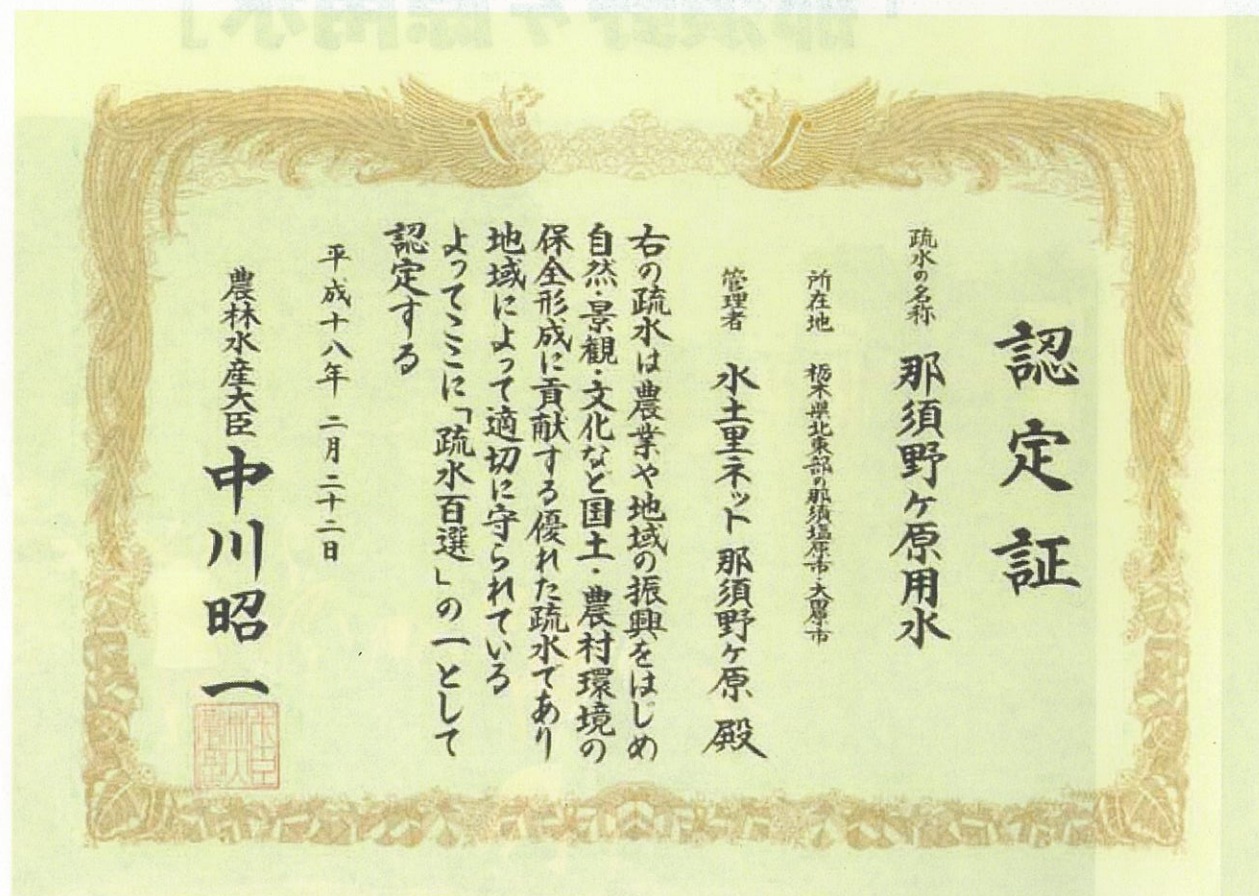 認定証
疏水の名称 那須野ヶ原用水
所在地 栃木県北東部の那須塩原市・大田原市
管理者 水土里ネット那須野ヶ原 殿
右の疏水は農業や地域の振興をはじめ
自然・景観・文化など国土・農村環境の
保全形成に貢献する優れた疏水であり
地域によって適切に守られている
よってここに「疏水百選」の一として
認定する
平成十八年 二月二十二日
農林水産大臣 中川昭一